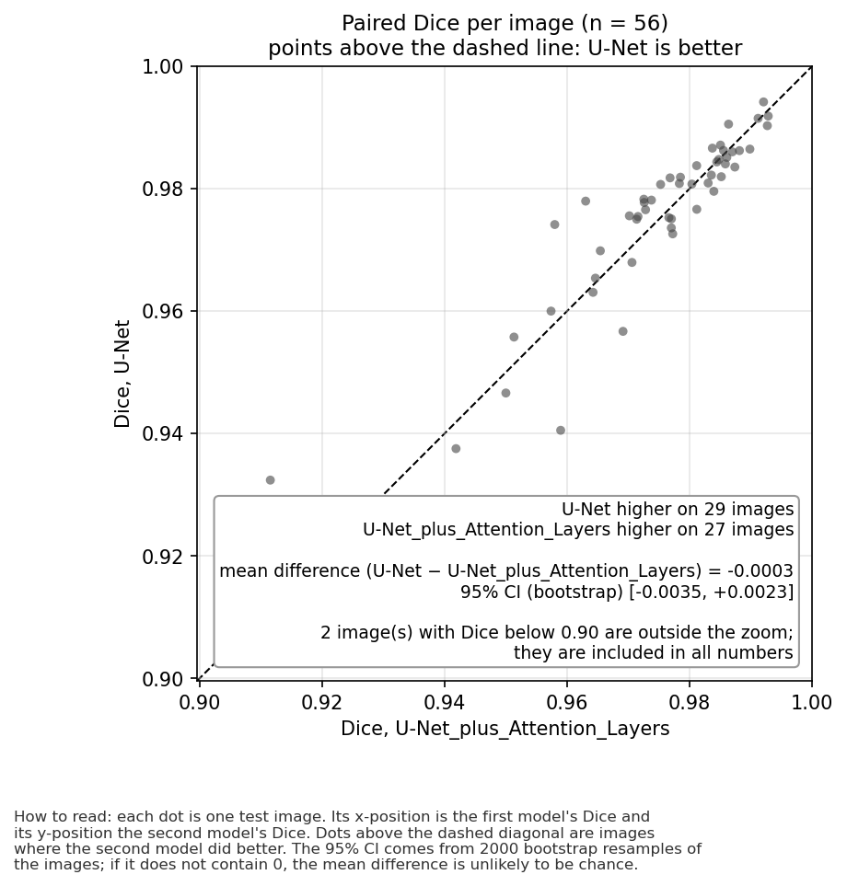 Paired Dice per image (n = 56)
points above the dashed line: U-Net is better
1.00
0.98
0.96
0.94
0.92
0.90
Dice, U-Net
U-Net higher on 29 images
U-Net_plus_Attention_Layers higher on 27 images
mean difference (U-Net − U-Net_plus_Attention_Layers) = -0.0003
95% CI (bootstrap) [-0.0035, +0.0023]
2 image(s) with Dice below 0.90 are outside the zoom;
they are included in all numbers
0.90 0.92 0.94 0.96 0.98 1.00
Dice, U-Net_plus_Attention_Layers
How to read: each dot is one test image. Its x-position is the first model's Dice and
its y-position the second model's Dice. Dots above the dashed diagonal are images
where the second model did better. The 95% CI comes from 2000 bootstrap resamples of
the images; if it does not contain 0, the mean difference is unlikely to be chance.